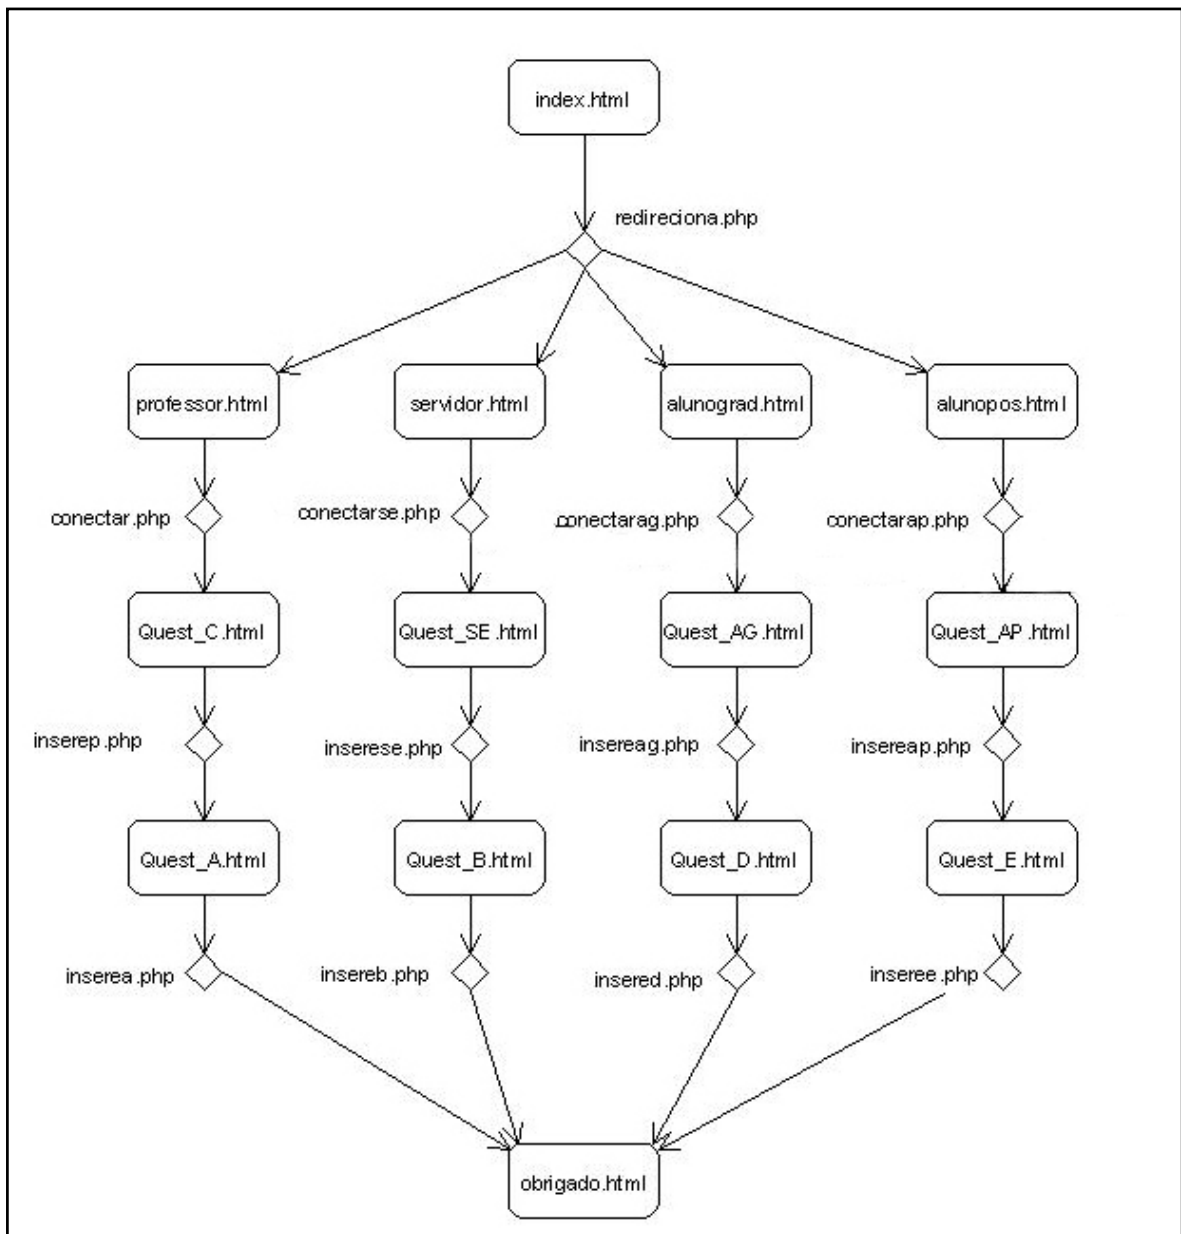 index.html
redireciona.php
professor.html
servidor.html
alunograd.html
alunopos.html
conectar.php
conectarse.php
conectarag.php
conectarap.php
Quest_C.html
Quest_SE.html
Quest_AG.html
Quest_AP.html
inserep.php
inserese.php
insereag.php
insereap.php
Quest_A.html
Quest_B.html
Quest_D.html
Quest_E.html
inserea.php
insereb.php
insered.php
inseree.php
obrigado.html